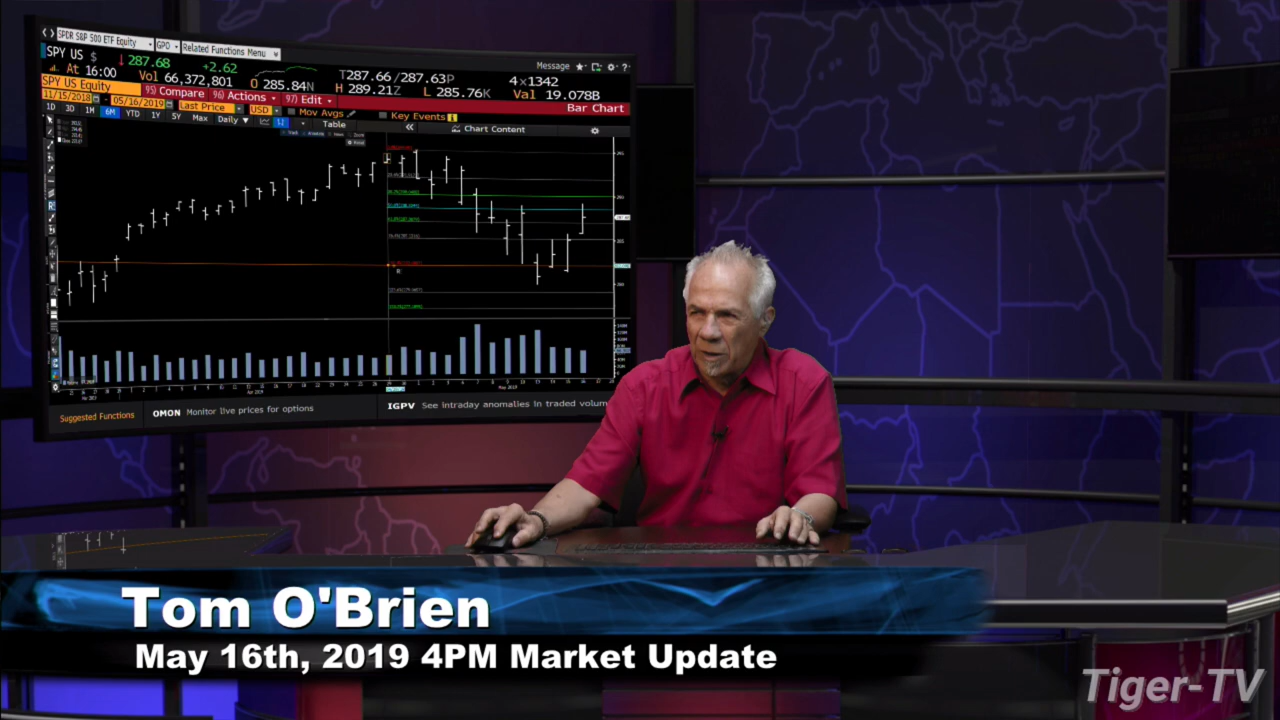 SPDR S&P 500 ETF Equity GPO Related Functions Menu
SPY US $ ↓287.68 +2.62 Message
At 16:00 Vol 66,372,801 O 285.84N H 289.21Z L 285.76K Val 19.078B
T287.66/287.63P 4x1342
SPY US Equity 95) Compare 96) Actions 97) Edit Bar Chart
11/15/2018 - 05/16/2019 Last Price USD Mov Avgs Key Events
1D 3D 1M 6M YTD 1Y 5Y Max Daily Table Chart Content
Suggested Functions OMON Monitor live prices for options IGPV See intraday anomalies in traded volum
Tom O'Brien
May 16th, 2019 4PM Market Update
Tiger-TV